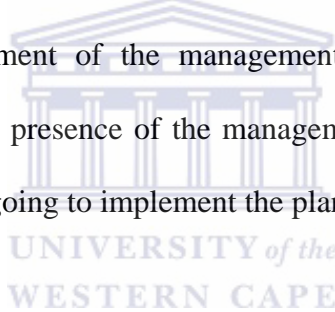 ment of the management
presence of the managem
going to implement the plan
UNIVERSITY of the
WESTERN CAPE